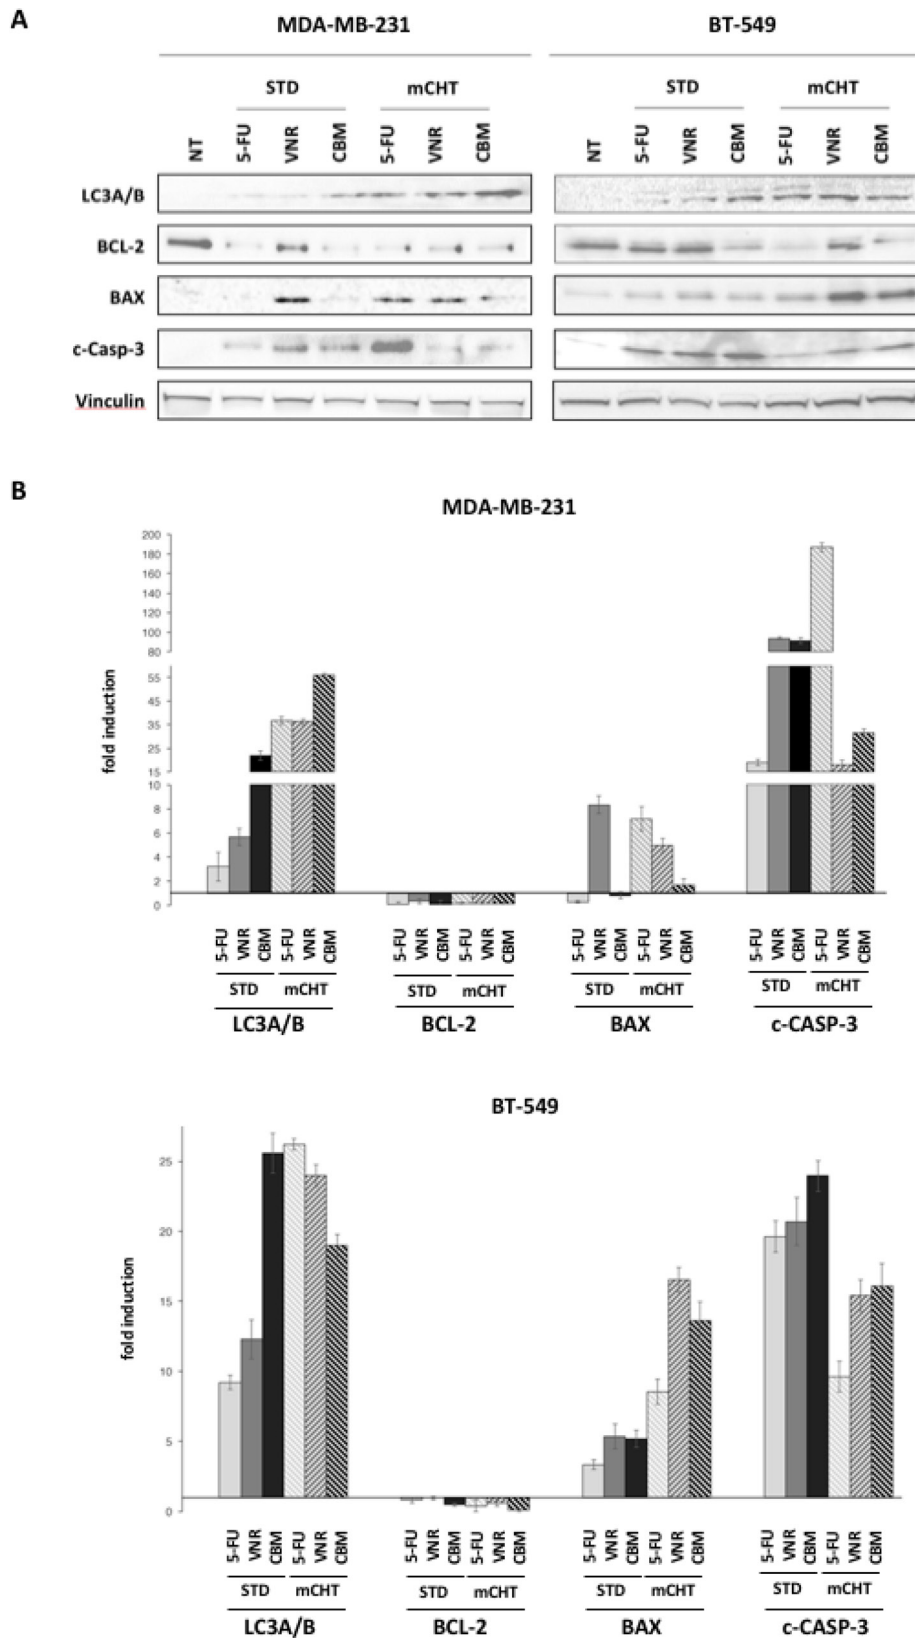 A
MDA-MB-231 BT-549
STD mCHT STD mCHT
NT 5-FU VNR CBM 5-FU VNR CBM NT 5-FU VNR CBM 5-FU VNR CBM
LC3A/B
BCL-2
BAX
c-Casp-3
Vinculin
B
MDA-MB-231
fold induction
200
180
160
140
120
100
80
55
45
35
25
15
10
8
6
4
2
0
5-FU VNR CBM 5-FU VNR CBM 5-FU VNR CBM 5-FU VNR CBM 5-FU VNR CBM 5-FU VNR CBM 5-FU VNR CBM 5-FU VNR CBM
STD mCHT STD mCHT STD mCHT STD mCHT
LC3A/B BCL-2 BAX c-CASP-3
BT-549
fold induction
25
20
15
10
5
0
5-FU VNR CBM 5-FU VNR CBM 5-FU VNR CBM 5-FU VNR CBM 5-FU VNR CBM 5-FU VNR CBM 5-FU VNR CBM 5-FU VNR CBM
STD mCHT STD mCHT STD mCHT STD mCHT
LC3A/B BCL-2 BAX c-CASP-3